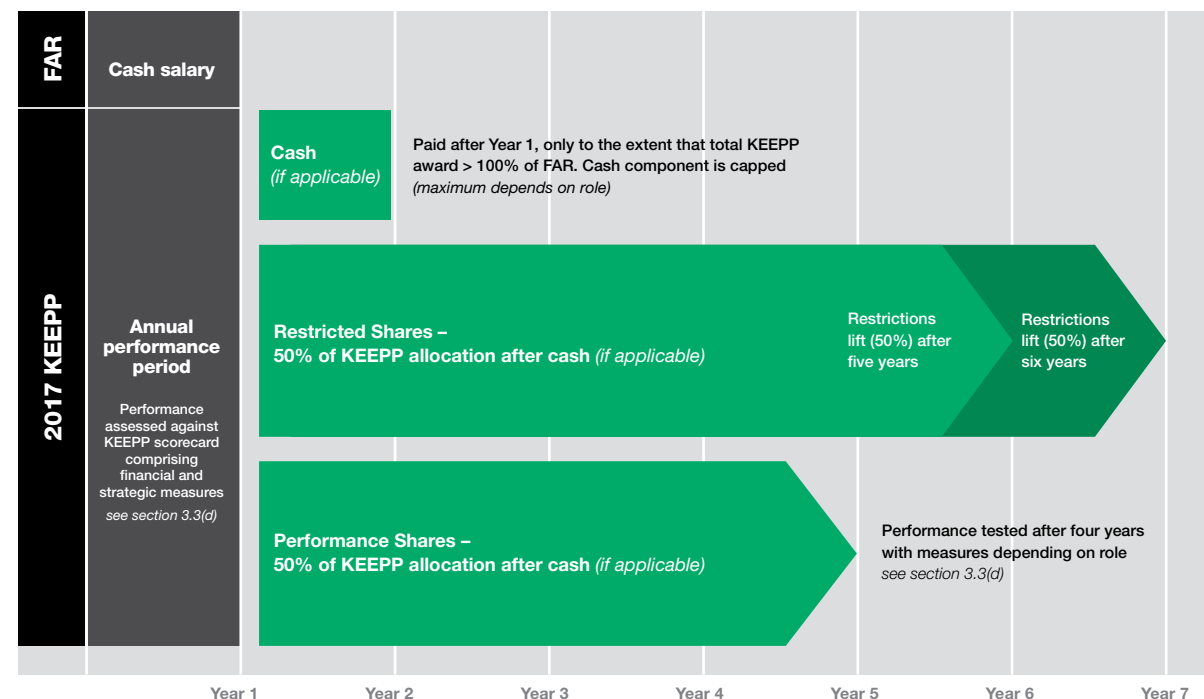 FAR
Cash salary
2017 KEEPP
Annual
performance
period
Performance
assessed against
KEEPP scorecard
comprising
financial and
strategic measures
see section 3.3(d)
Cash
(if applicable)
Paid after Year 1, only to the extent that total KEEPP
award > 100% of FAR. Cash component is capped
(maximum depends on role)
Restricted Shares –
50% of KEEPP allocation after cash (if applicable)
Restrictions
lift (50%) after
five years
Restrictions
lift (50%) after
six years
Performance Shares –
50% of KEEPP allocation after cash (if applicable)
Performance tested after four years
with measures depending on role
see section 3.3(d)
Year 1 Year 2 Year 3 Year 4 Year 5 Year 6 Year 7